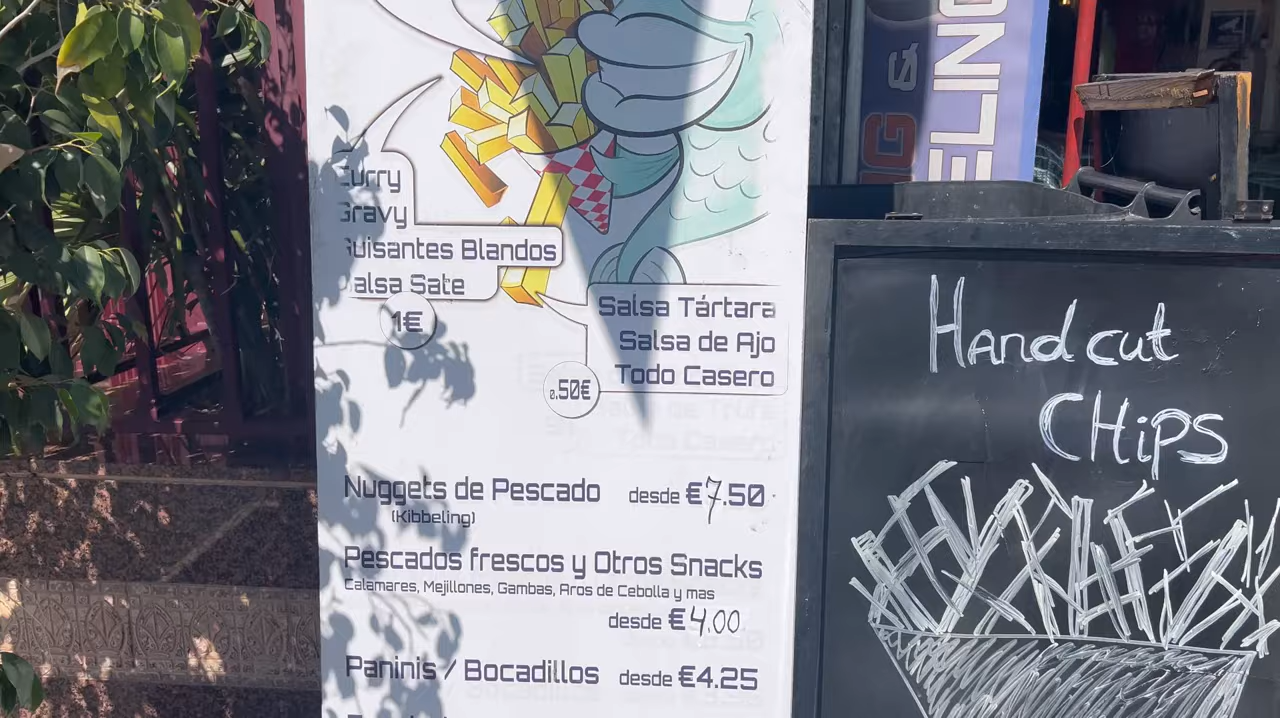 Curry
Gravy
Guisantes Blandos
Salsa Sate
1€
Salsa Tártara
Salsa de Ajo
Todo Casero
0.50€
Nuggets de Pescado desde €7.50
(Kibbeling)
Pescados frescos y Otros Snacks
Calamares, Mejillones, Gambas, Aros de Cebolla y mas
desde €4.00
Paninis / Bocadillos desde €4.25
&
ELING
Hand cut
CHiPS